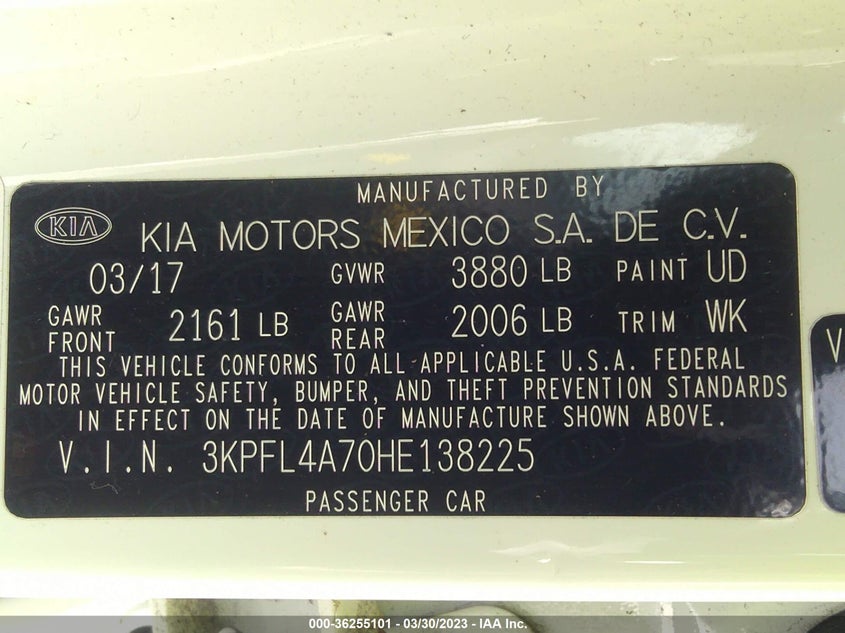 MANUFACTURED BY
KIA KIA MOTORS MEXICO S.A. DE C.V.
03/17 GVWR 3880 LB PAINT UD
GAWR FRONT 2161 LB GAWR REAR 2006 LB TRIM WK
THIS VEHICLE CONFORMS TO ALL APPLICABLE U.S.A. FEDERAL
MOTOR VEHICLE SAFETY, BUMPER, AND THEFT PREVENTION STANDARDS
IN EFFECT ON THE DATE OF MANUFACTURE SHOWN ABOVE.
V.I.N. 3KPFL4A70HE138225
PASSENGER CAR
V
000-36255101 - 03/30/2023 - IAA Inc.